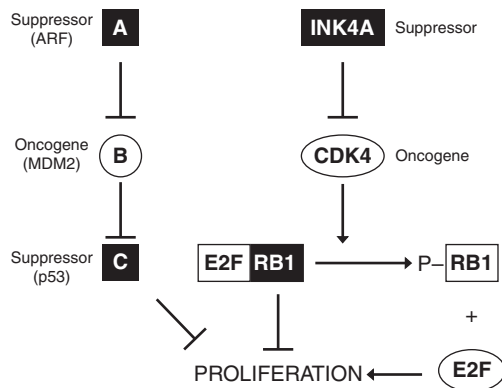 Suppressor
(ARF)
A
INK4A
Suppressor
Oncogene
(MDM2)
B
CDK4
Oncogene
Suppressor
(p53)
C
E2F RB1
P– RB1
+
PROLIFERATION
E2F